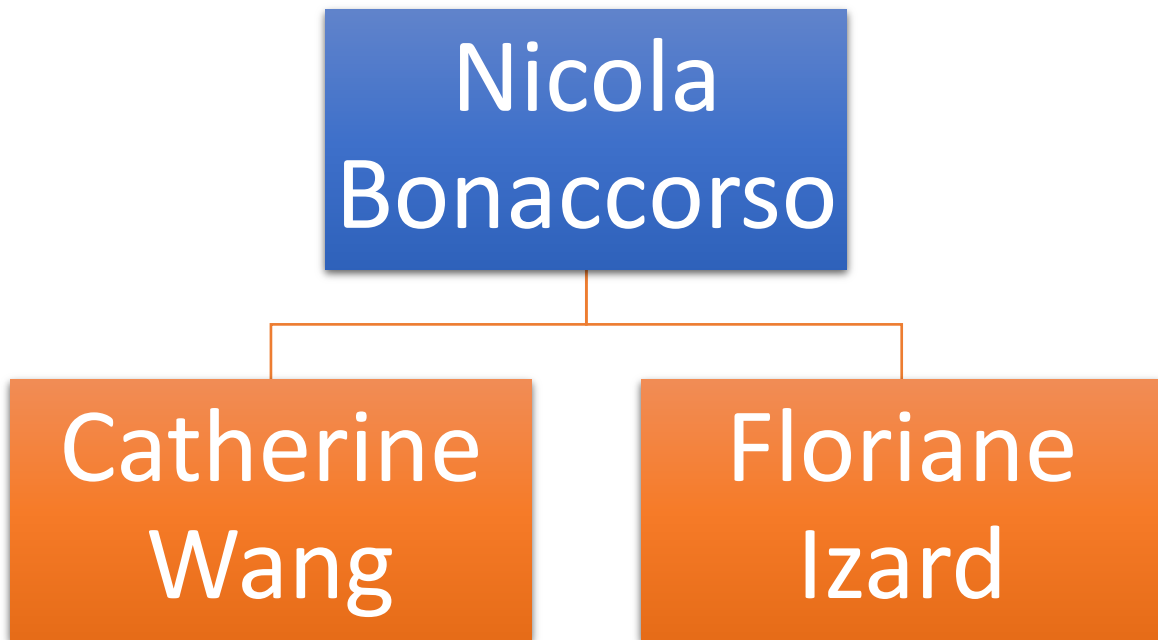 Nicola
Bonaccorso
Catherine
Wang
Floriane
Izard